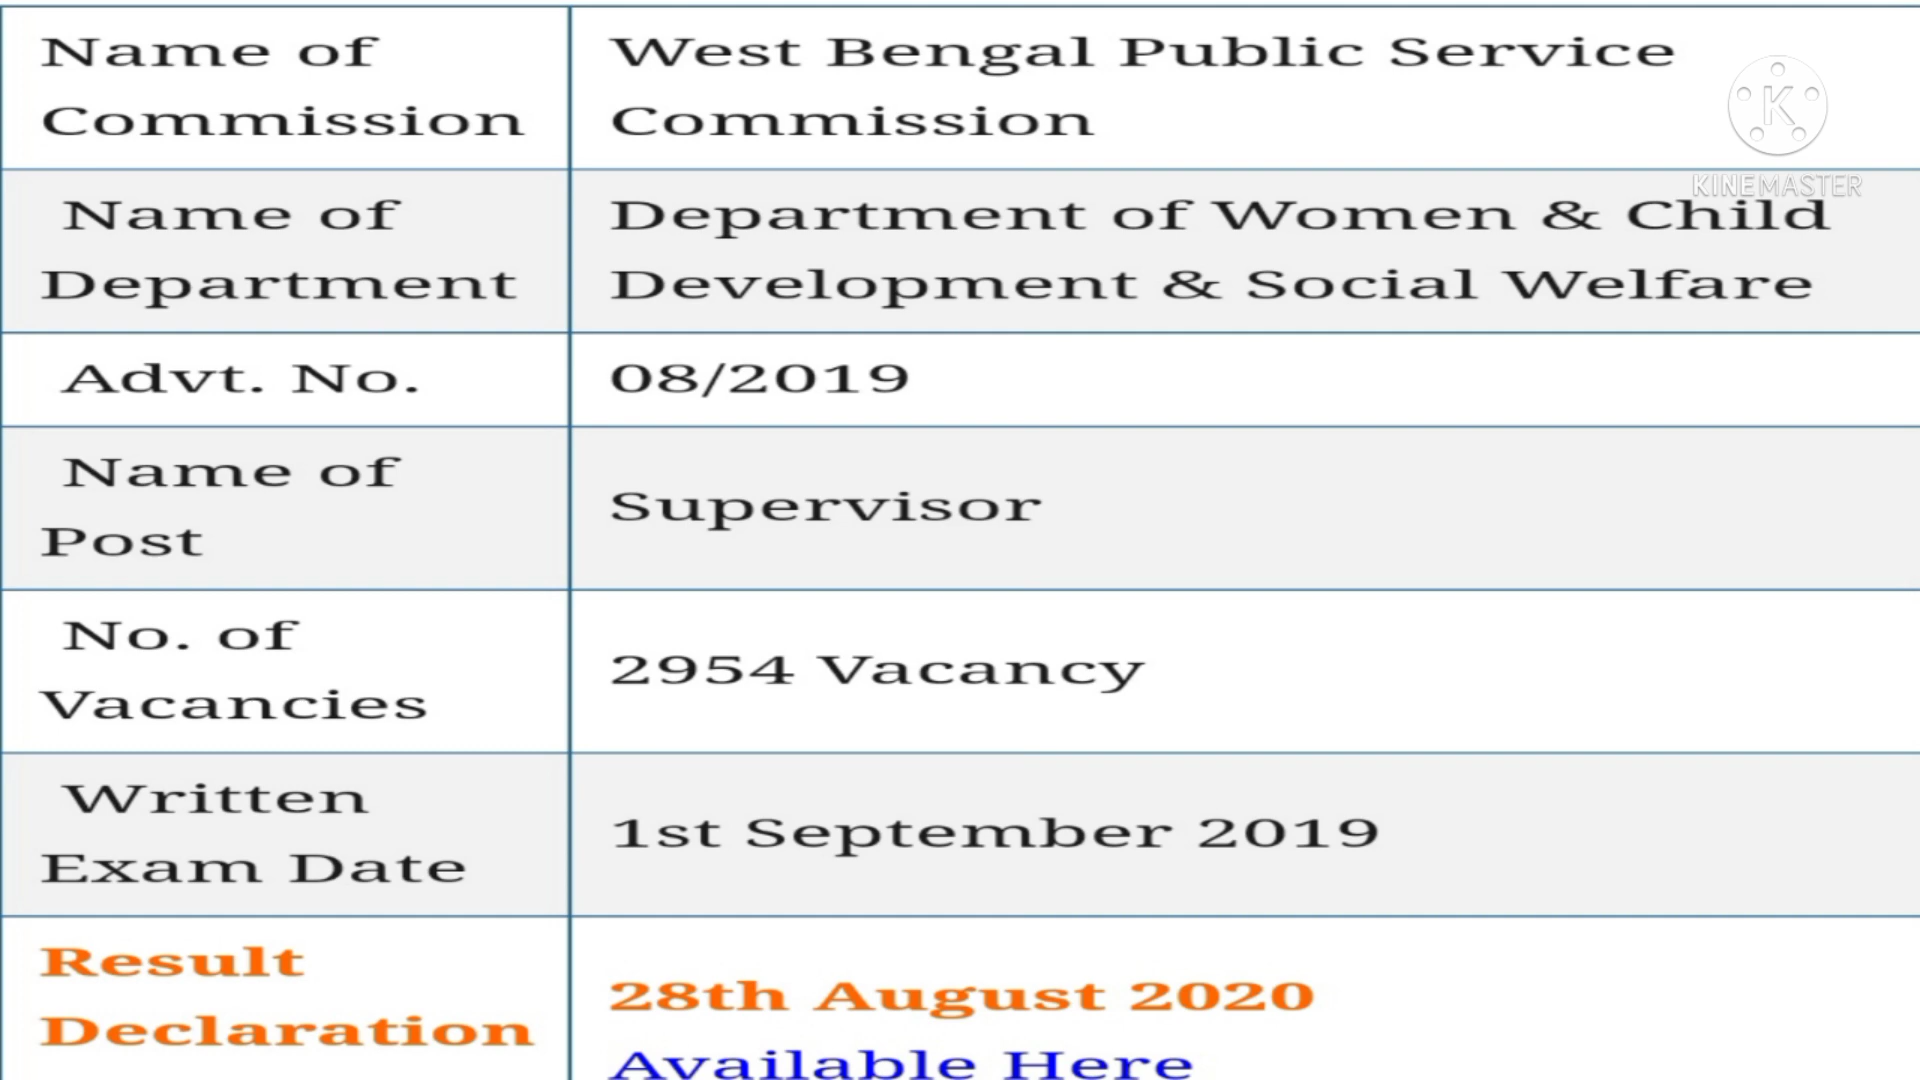 Name of
Commission
West Bengal Public Service
Commission
KINEMASTER
Name of
Department
Department of Women & Child
Development & Social Welfare
Advt. No.
08/2019
Name of
Post
Supervisor
No. of
Vacancies
2954 Vacancy
Written
Exam Date
1st September 2019
Result
Declaration
28th August 2020
Available Here